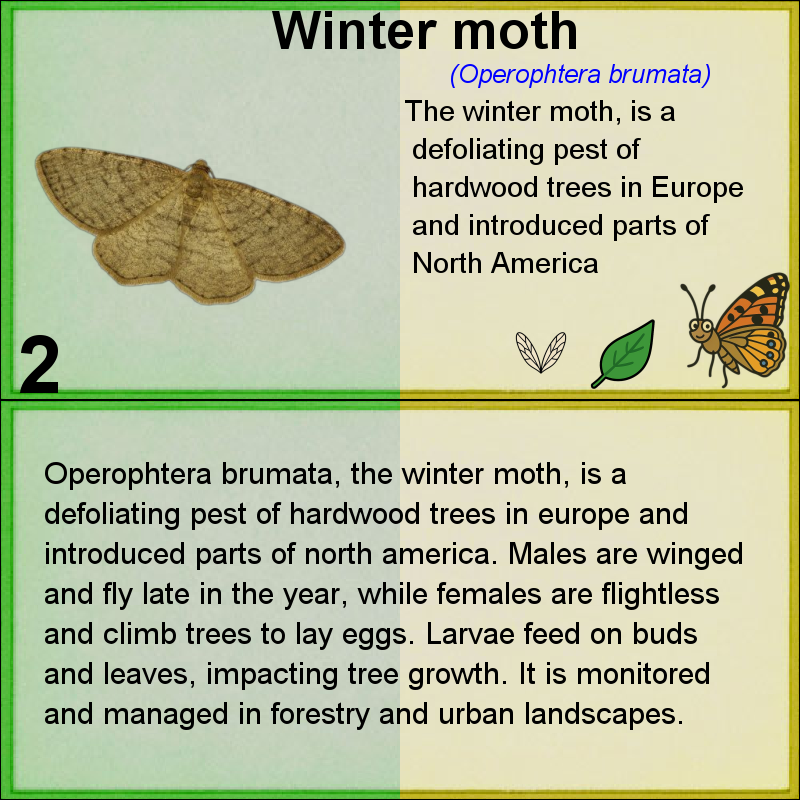 Winter moth
(Operophtera brumata)
The winter moth, is a
defoliating pest of
hardwood trees in Europe
and introduced parts of
North America
2
Operophtera brumata, the winter moth, is a
defoliating pest of hardwood trees in europe and
introduced parts of north america. Males are winged
and fly late in the year, while females are flightless
and climb trees to lay eggs. Larvae feed on buds
and leaves, impacting tree growth. It is monitored
and managed in forestry and urban landscapes.